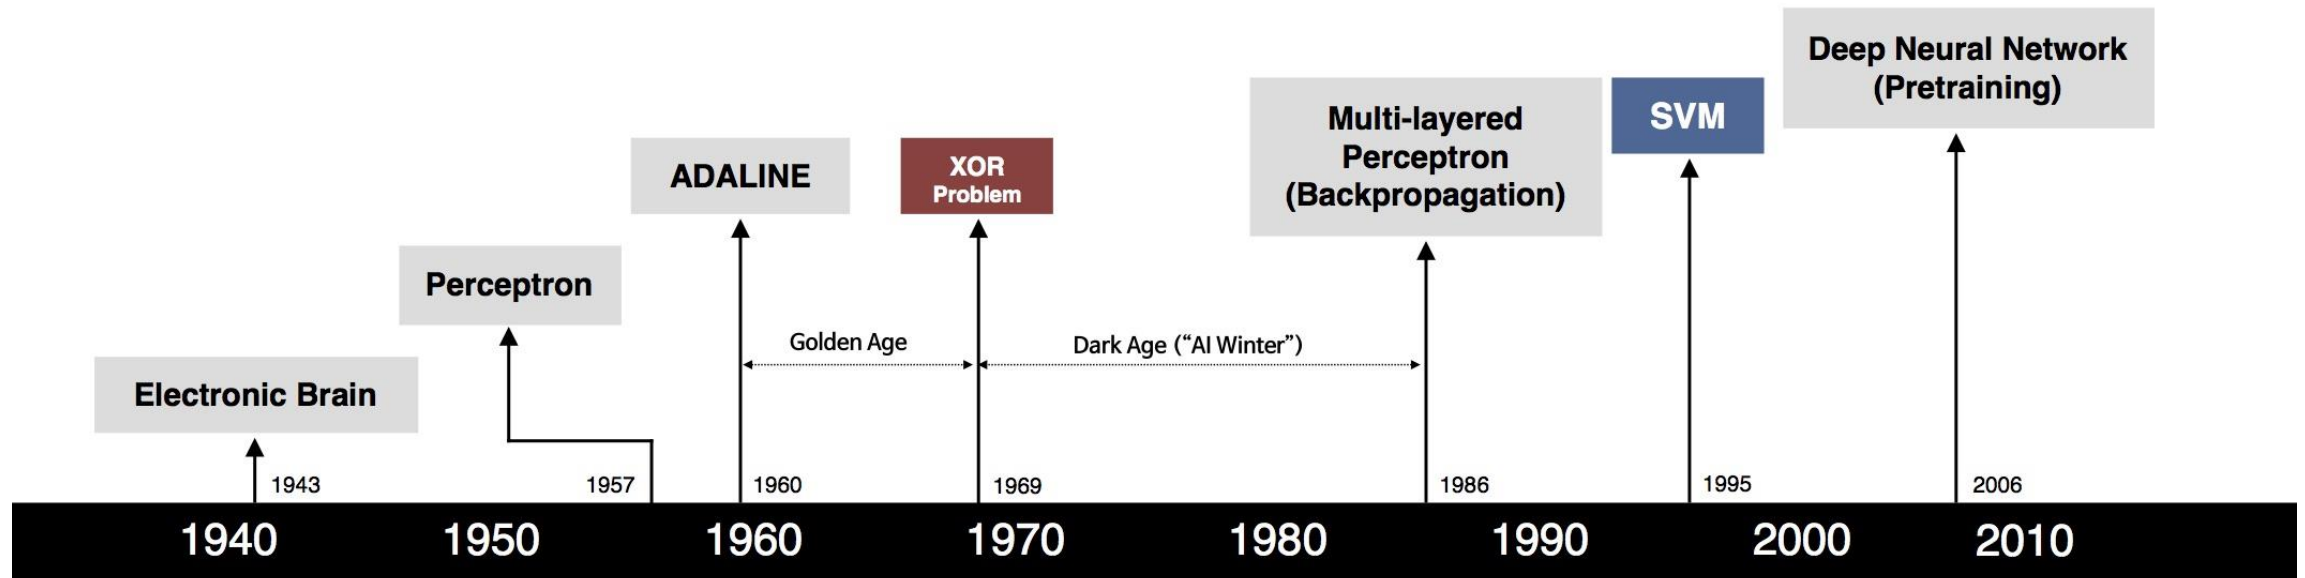 Deep Neural Network
(Pretraining)
Multi-layered
Perceptron
(Backpropagation)
SVM
ADALINE
XOR
Problem
Perceptron
Golden Age
Dark Age (“AI Winter”)
Electronic Brain
1943
1957
1960
1969
1986
1995
2006
1940
1950
1960
1970
1980
1990
2000
2010